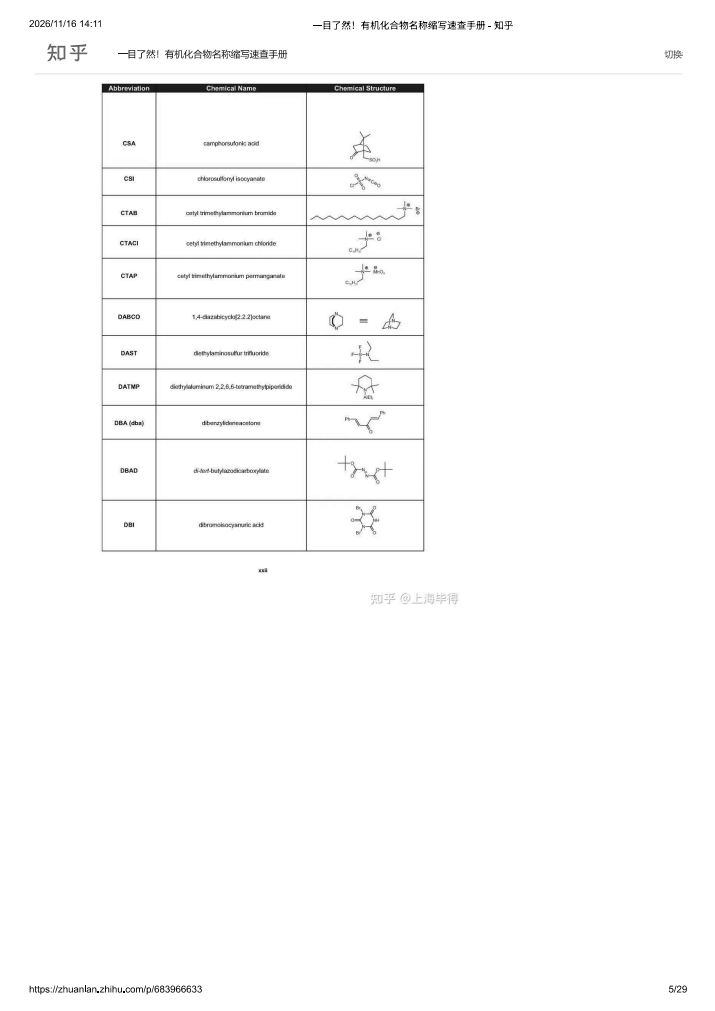 2026/11/16 14:11 一目了然！有机化合物名称缩写速查手册 - 知乎
知乎 一目了然！有机化合物名称缩写速查手册 切换
Abbreviation Chemical Name Chemical Structure
CSA camphorsufonic acid
SO₃H
O
CSI chlorosulfonyl isocyanate
CTAB cetyl trimethylammonium bromide
CTACl cetyl trimethylammonium chloride
CTAP cetyl trimethylammonium permanganate
DABCO 1,4-diazabicyclo[2.2.2]octane
=
DAST diethylaminosulfur trifluoride
DATMP diethylaluminum 2,2,6,6-tetramethylpiperidide
DBA (dba) dibenzylideneacetone
Ph Ph
O
DBAD di-tert-butylazodicarboxylate
DBI dibromoisocyanuric acid
xxii
知乎 @上海毕得
https://zhuanlan.zhihu.com/p/683966633 5/29